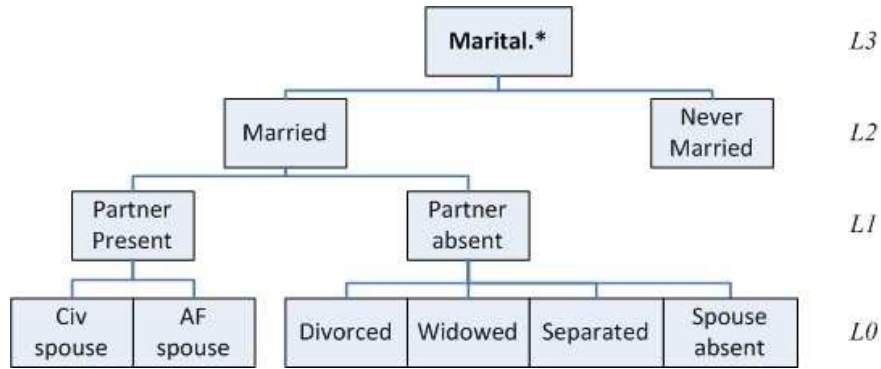 Marital.*
L3
Married
Never
Married
L2
Partner
Present
Partner
absent
L1
Civ
spouse
AF
spouse
Divorced
Widowed
Separated
Spouse
absent
L0